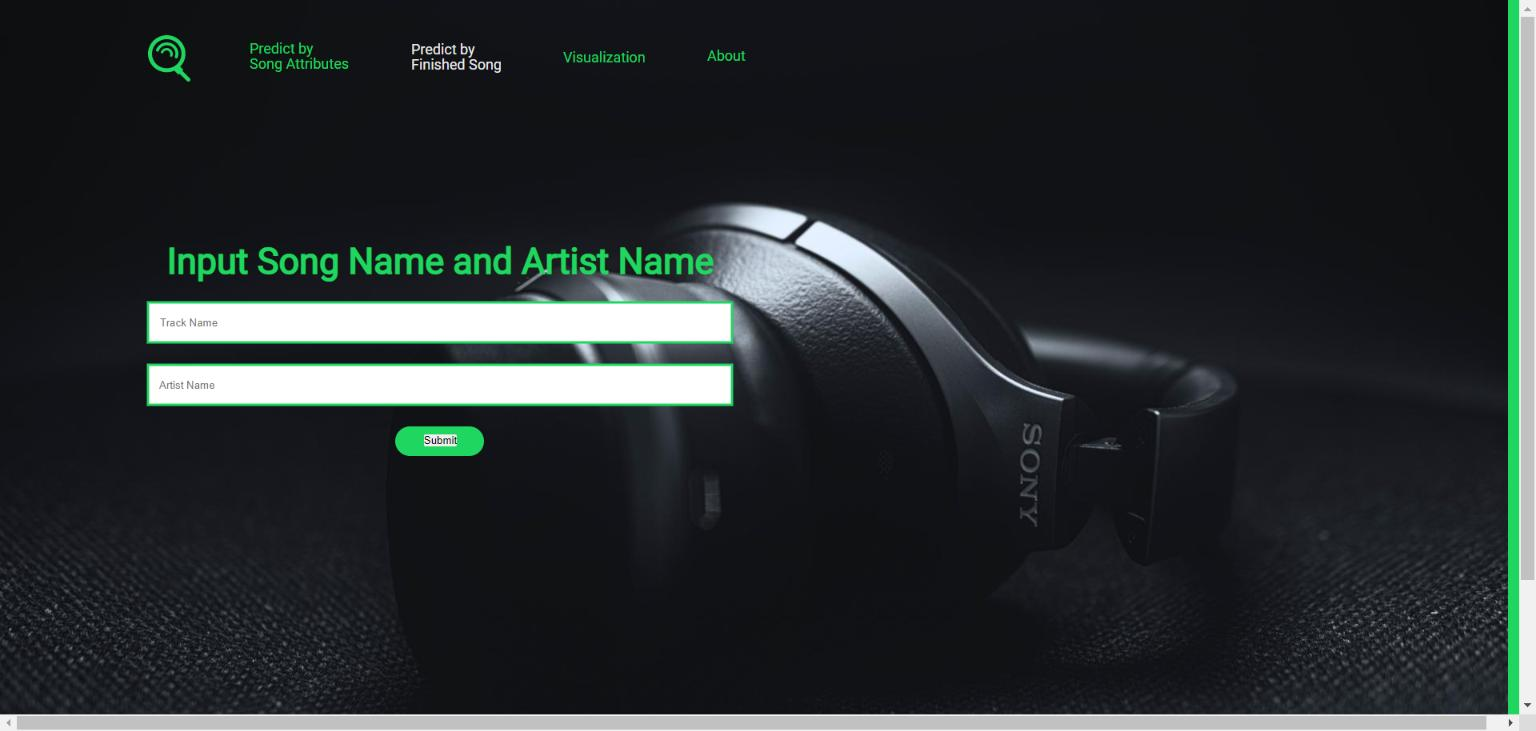 Predict by
Song Attributes
Predict by
Finished Song
Visualization
About
Input Song Name and Artist Name
Track Name
Artist Name
Submit
SONY